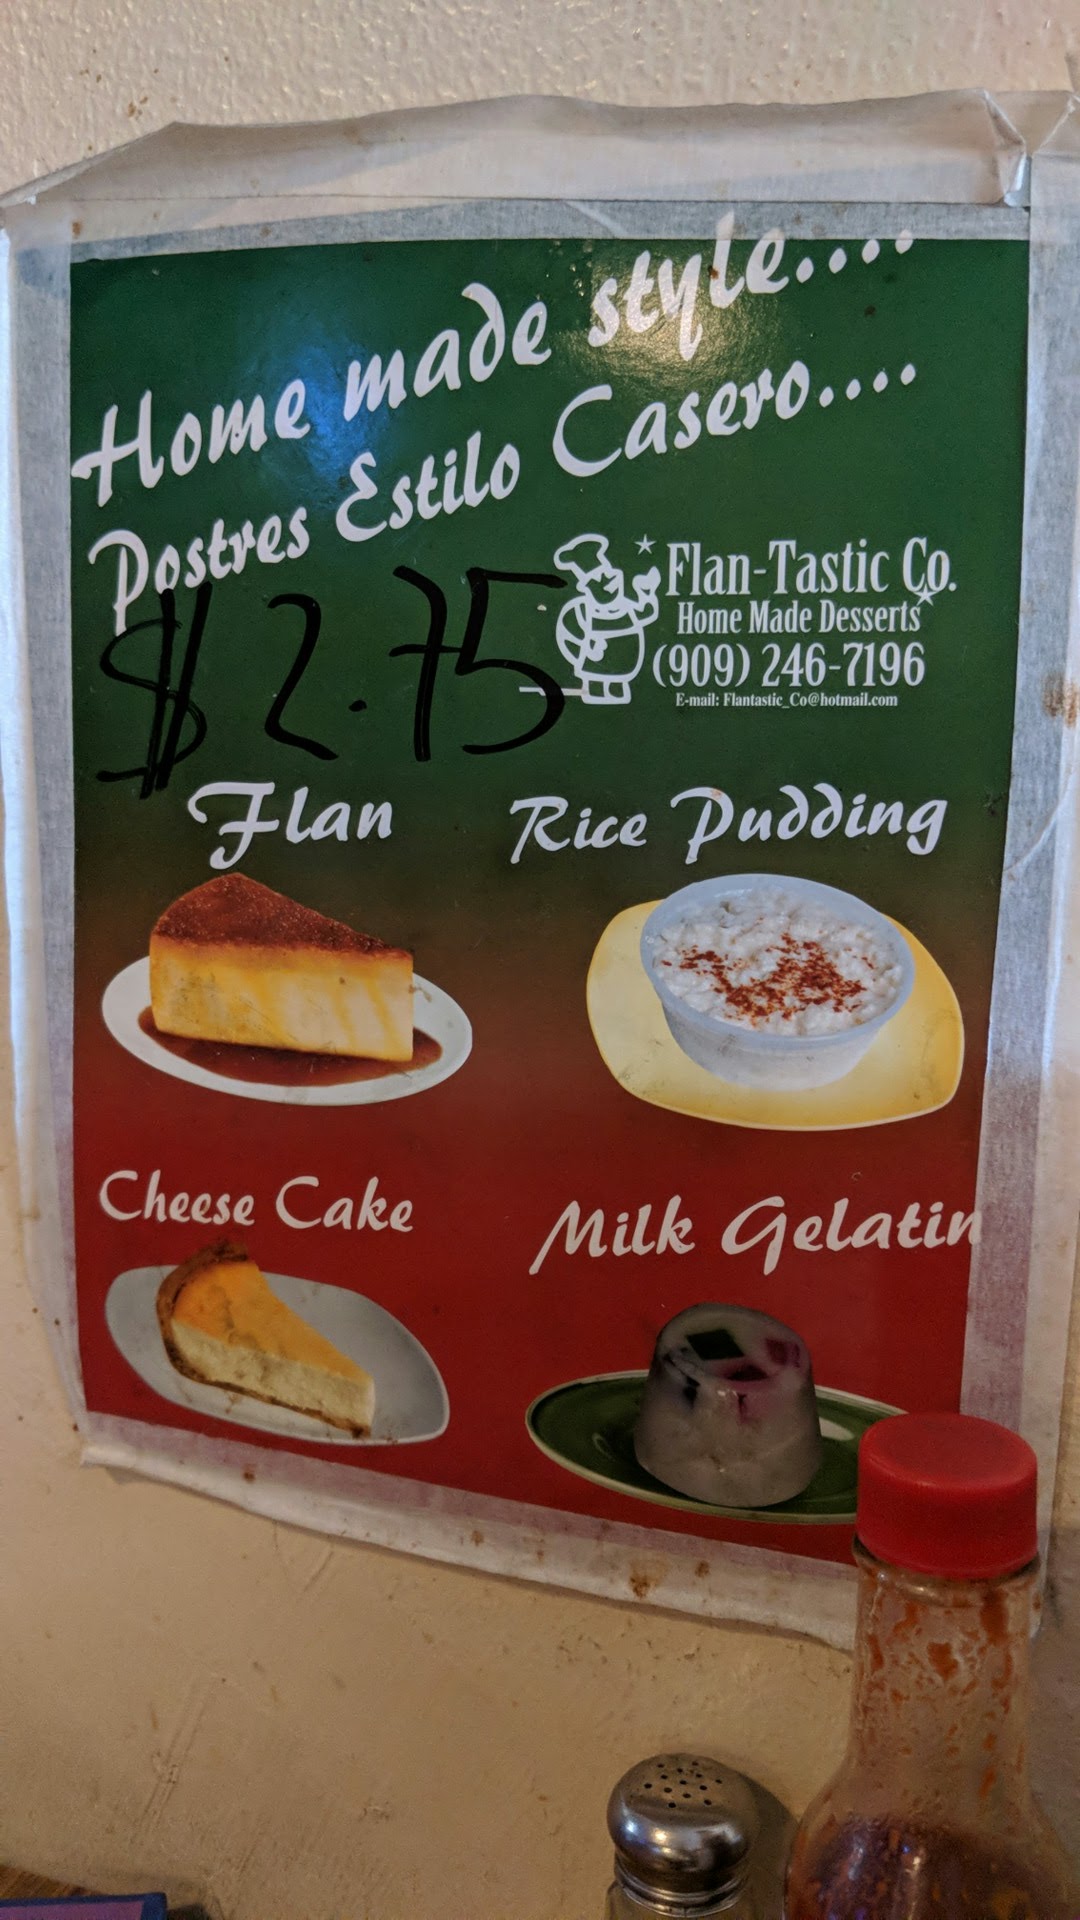 Home made style....
Postres Estilo Casero....
$2.75
Flan-Tastic Co.
Home Made Desserts
(909) 246-7196
E-mail: Flantastic_Co@hotmail.com
Flan
Rice Pudding
Cheese Cake
Milk Gelatin